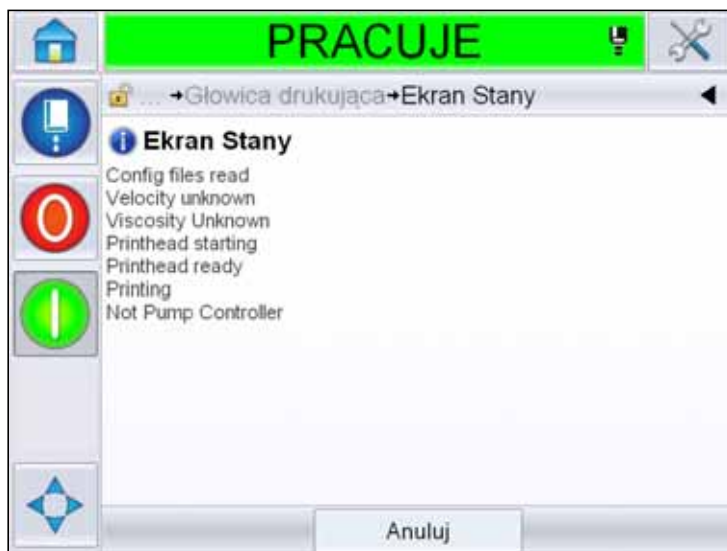 PRACUJE
... →Głowica drukująca→Ekran Stany
Ekran Stany
Config files read
Velocity unknown
Viscosity Unknown
Printhead starting
Printhead ready
Printing
Not Pump Controller
Anuluj